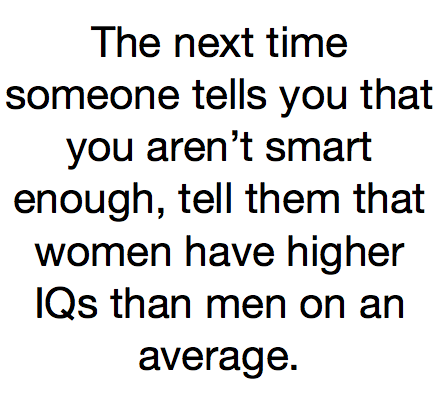 The next time
someone tells you that
you aren’t smart
enough, tell them that
women have higher
IQs than men on an
average.